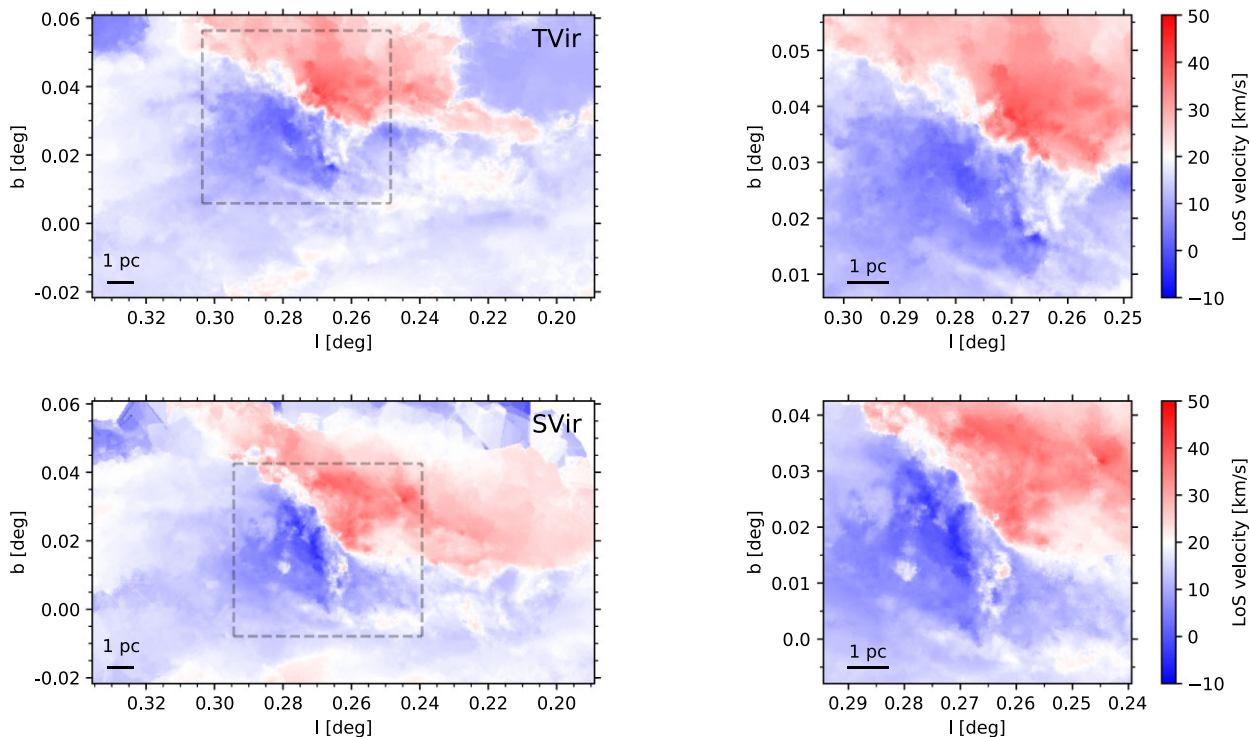 TVir
b [deg]
0.06
0.04
0.02
0.00
-0.02
1 pc
0.32 0.30 0.28 0.26 0.24 0.22 0.20
l [deg]
b [deg]
0.05
0.04
0.03
0.02
0.01
1 pc
0.30 0.29 0.28 0.27 0.26 0.25
l [deg]
50
40
30
20
10
0
−10
LoS velocity [km/s]
SVir
b [deg]
0.06
0.04
0.02
0.00
-0.02
1 pc
0.32 0.30 0.28 0.26 0.24 0.22 0.20
l [deg]
b [deg]
0.04
0.03
0.02
0.01
0.0
1 pc
0.29 0.28 0.27 0.26 0.25 0.24
l [deg]
50
40
30
20
10
0
−10
LoS velocity [km/s]